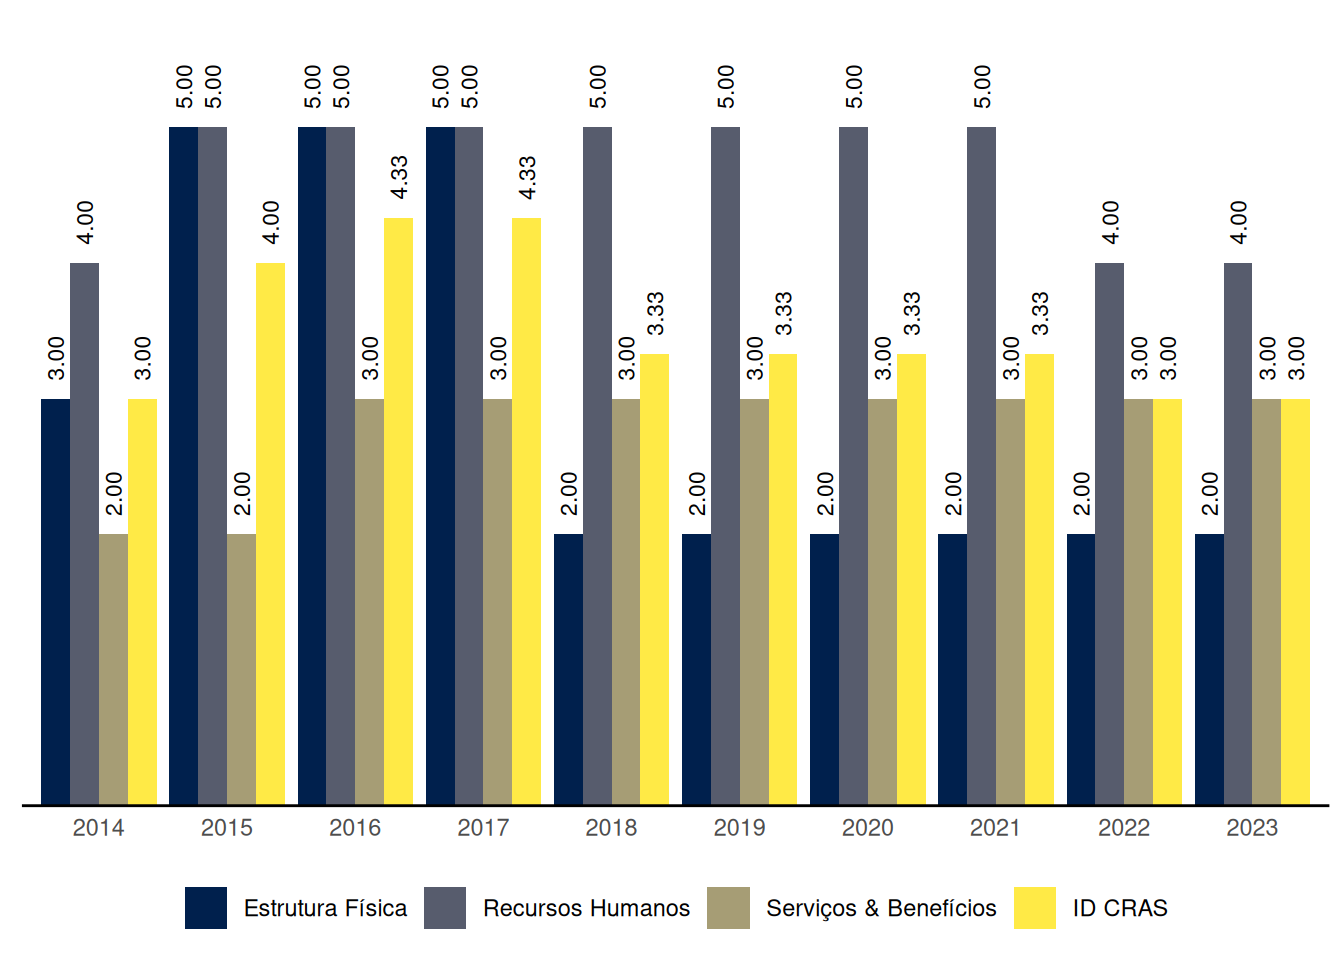 5.00 5.00 5.00 5.00 5.00 5.00 5.00 5.00 5.00 5.00
4.33 4.33
4.00 4.00 4.00 4.00
3.33 3.33 3.33 3.33
3.00 3.00 3.00 3.00 3.00 3.00 3.00 3.00 3.00 3.00 3.00 3.00
2.00 2.00 2.00 2.00 2.00 2.00 2.00 2.00
2014 2015 2016 2017 2018 2019 2020 2021 2022 2023
Estrutura Física Recursos Humanos Serviços & Benefícios ID CRAS